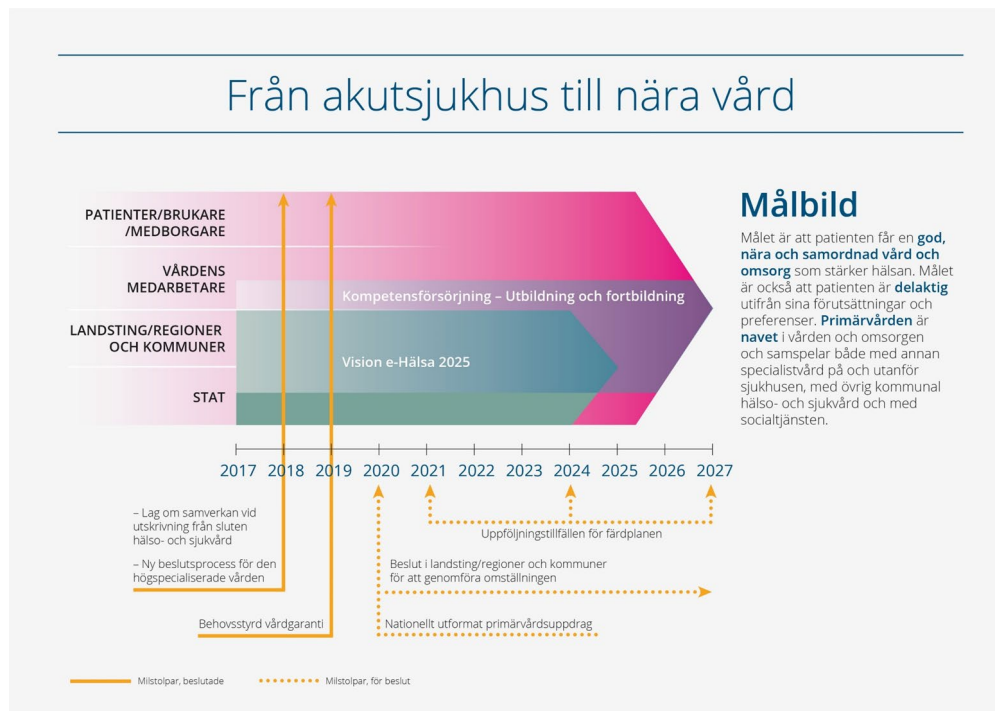 Från akutsjukhus till nära vård
PATIENTER/BRUKARE
/MEDBORGARE
VÅRDENS
MEDARBETARE
LANDSTING/REGIONER
OCH KOMMUNER
STAT
Kompetensförsörjning – Utbildning och fortbildning
Vision e-Hälsa 2025
Målbild
Målet är att patienten får en god,
nära och samordnad vård och
omsorg som stärker hälsan. Målet
är också att patienten är delaktig
utifrån sina förutsättningar och
preferenser. Primärvården är
navet i vården och omsorgen
och samspelar både med annan
specialistvård på och utanför
sjukhusen, med övrig kommunal
hälso- och sjukvård och med
socialtjänsten.
2017 2018 2019 2020 2021 2022 2023 2024 2025 2026 2027
– Lag om samverkan vid
utskrivning från sluten
hälso- och sjukvård
– Ny beslutsprocess för den
högspecialiserade vården
Behovsstyrd vårdgaranti
Uppföljningstillfällen för färdplanen
Beslut i landsting/regioner och kommuner
för att genomföra omställningen
Nationellt utformat primärvårdsuppdrag
Milstolpar, beslutade
Milstolpar, för beslut